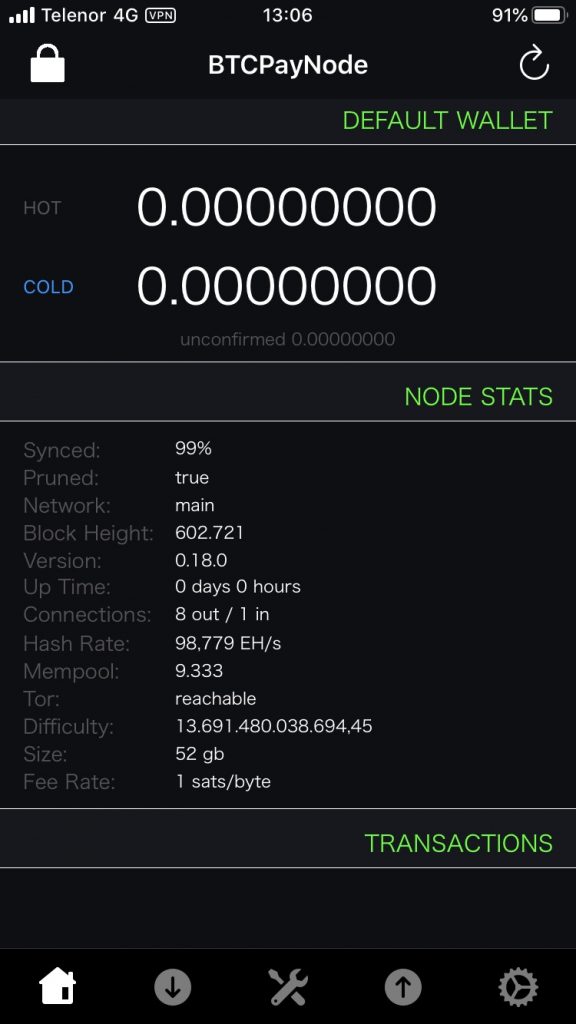 Telenor 4G VPN 13:06 91%
BTCPayNode
DEFAULT WALLET
HOT 0.00000000
COLD 0.00000000
unconfirmed 0.00000000
NODE STATS
Synced: 99%
Pruned: true
Network: main
Block Height: 602.721
Version: 0.18.0
Up Time: 0 days 0 hours
Connections: 8 out / 1 in
Hash Rate: 98,779 EH/s
Mempool: 9.333
Tor: reachable
Difficulty: 13.691.480.038.694,45
Size: 52 gb
Fee Rate: 1 sats/byte
TRANSACTIONS